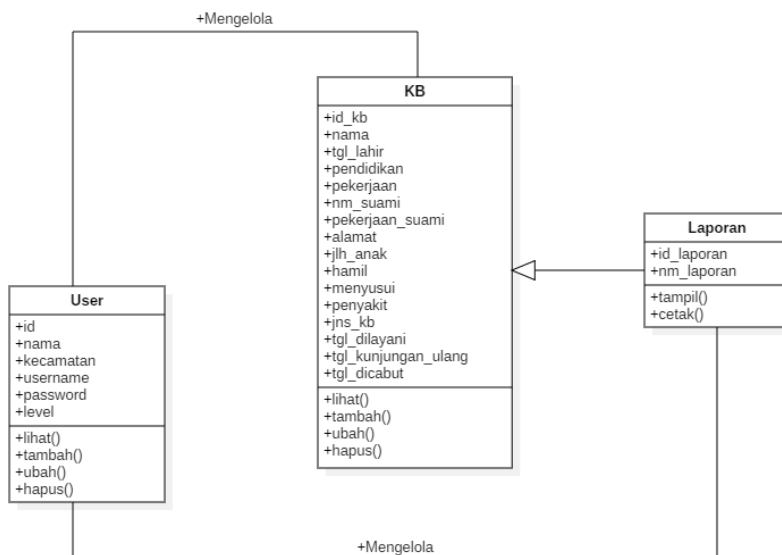 +Mengelola
KB
+id_kb
+nama
+tgl_lahir
+pendidikan
+pekerjaan
+nm_suami
+pekerjaan_suami
+alamat
+jlh_anak
+hamil
+menyusui
+penyakit
+jns_kb
+tgl_dilayani
+tgl_kunjungan_ulang
+tgl_dicabut
+lihat()
+tambah()
+ubah()
+hapus()
Laporan
+id_laporan
+nm_laporan
+tampil()
+cetak()
User
+id
+nama
+kecamatan
+username
+password
+level
+lihat()
+tambah()
+ubah()
+hapus()
+Mengelola